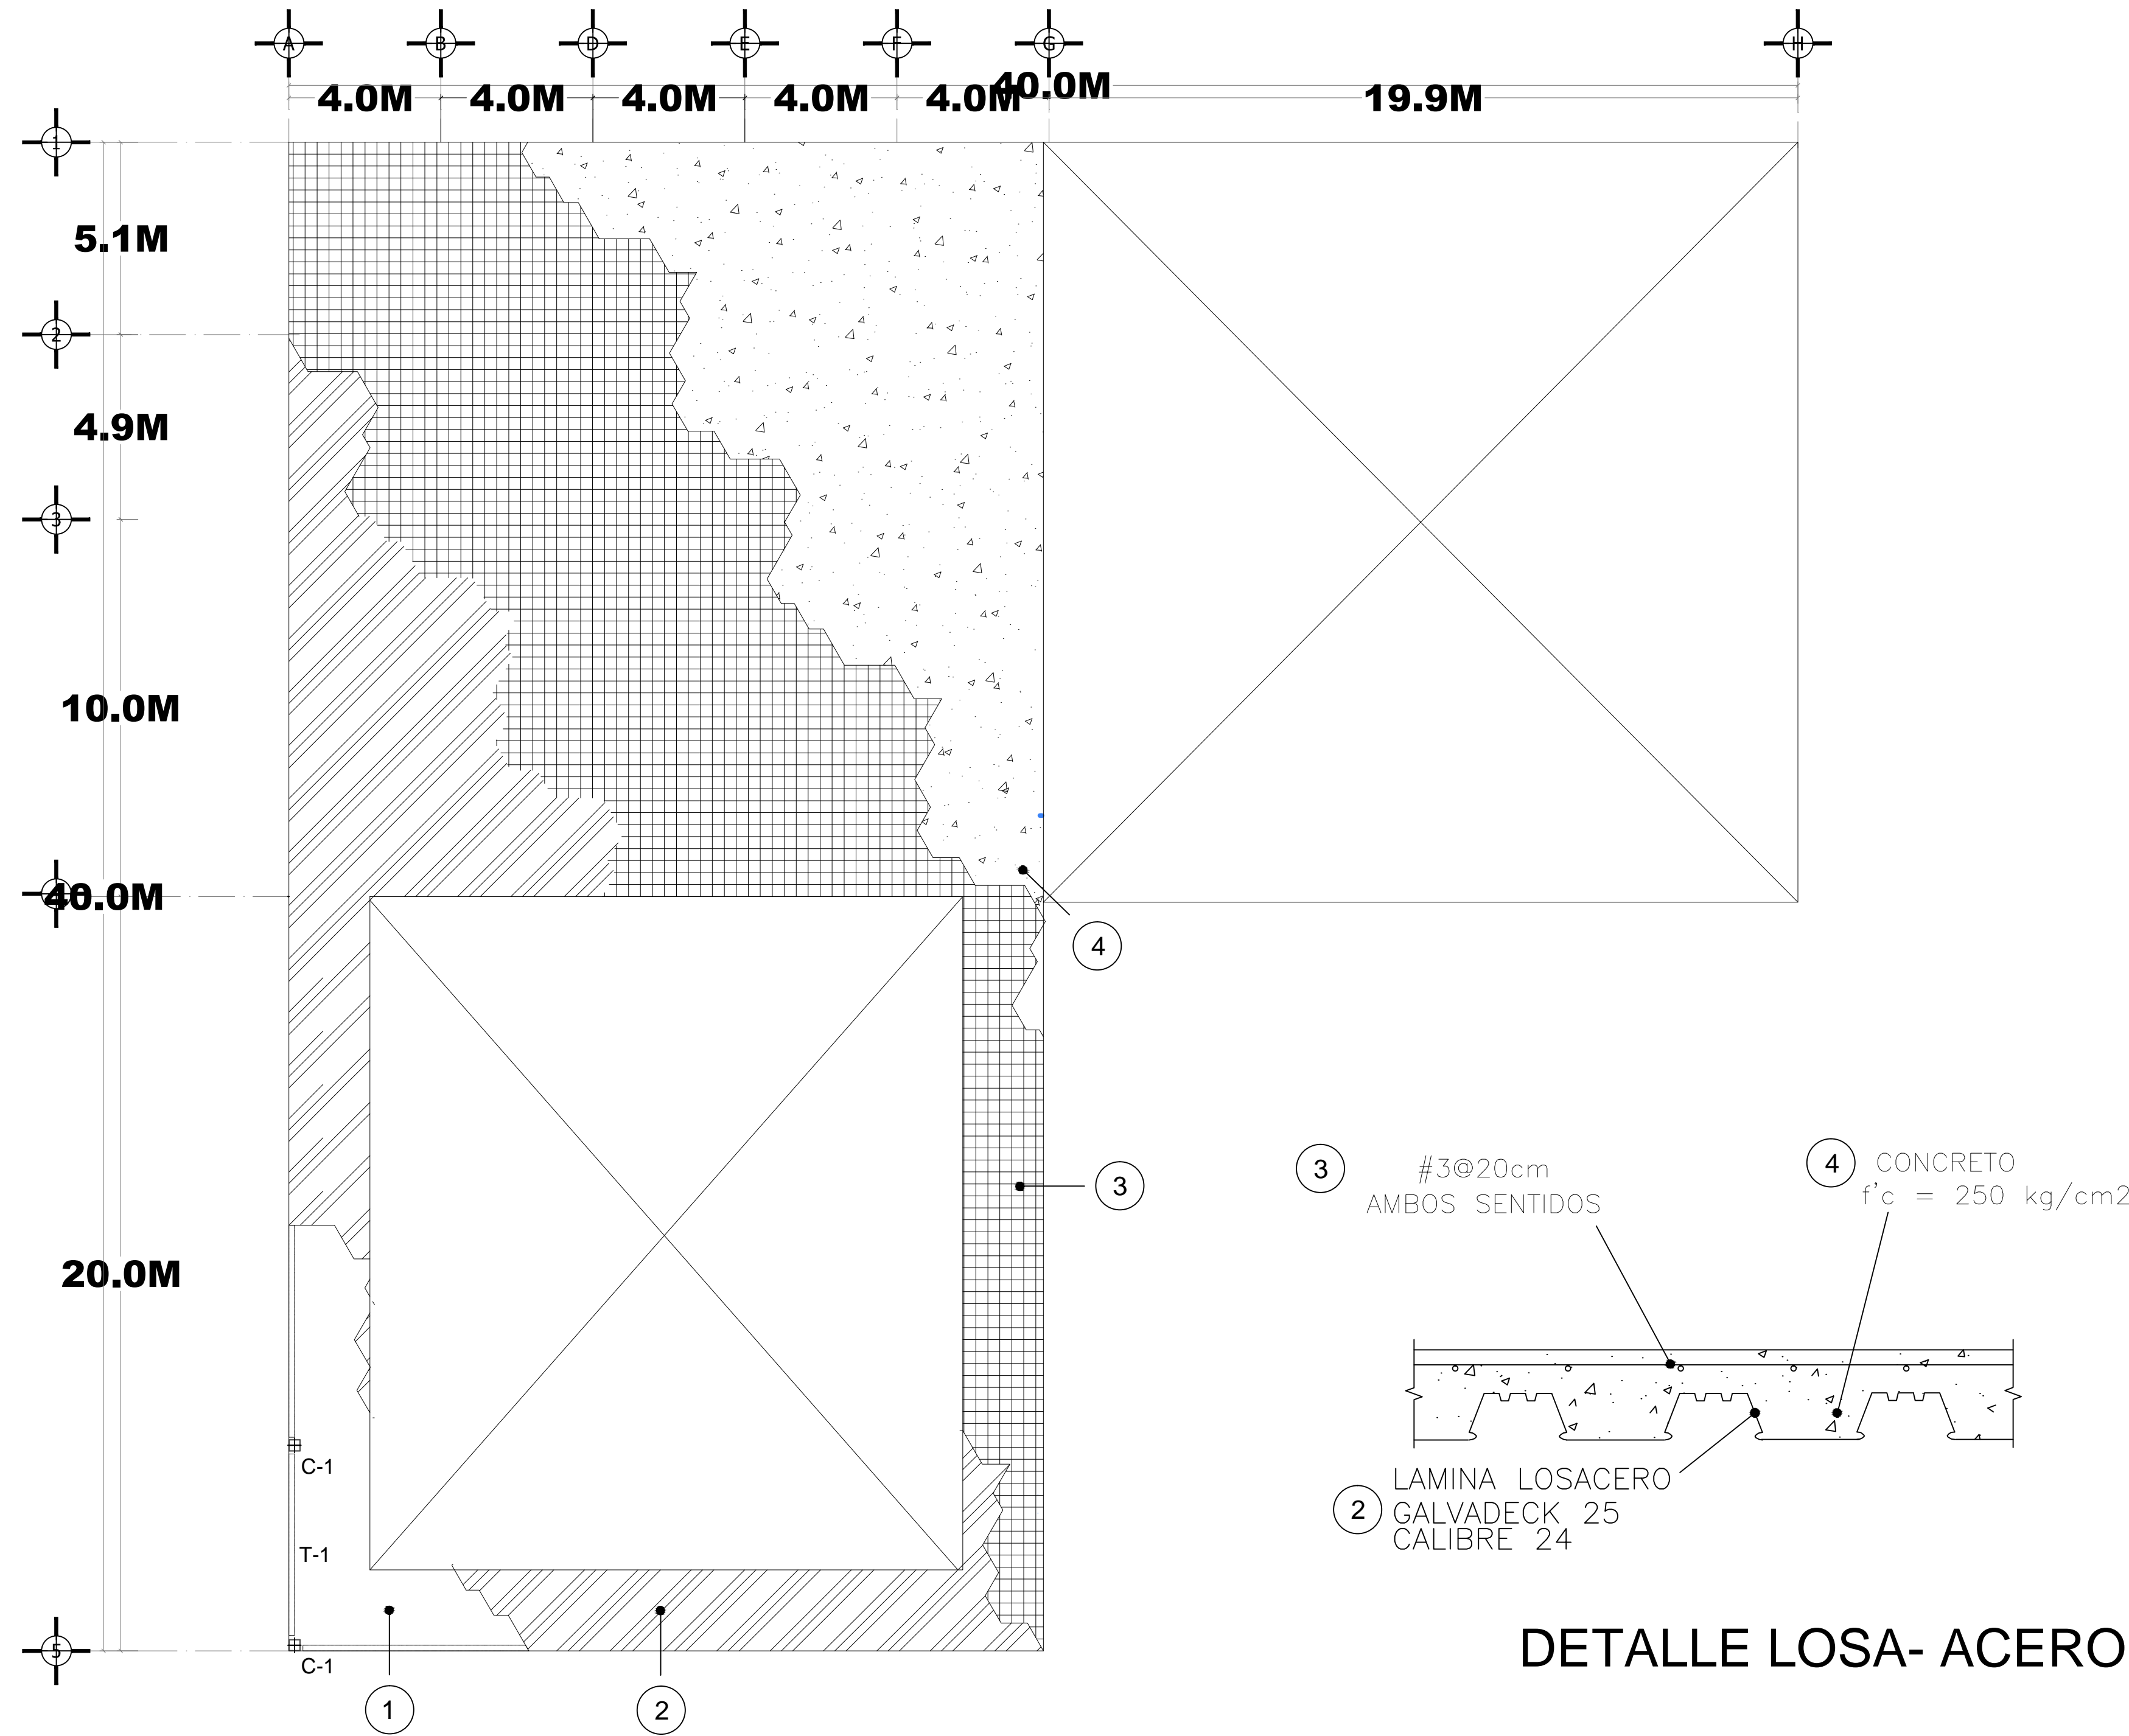 A B D E F G H
40.0M
4.0M 4.0M 4.0M 4.0M 4.0M 19.9M
1
5.1M
2
4.9M
3
10.0M
40.0M
4
20.0M
3
C-1
T-1
C-1
5
1
2
3
#3@20cm
AMBOS SENTIDOS
4
CONCRETO
f'c = 250 kg/cm2
2
LAMINA LOSACERO
GALVADECK 25
CALIBRE 24
DETALLE LOSA- ACERO